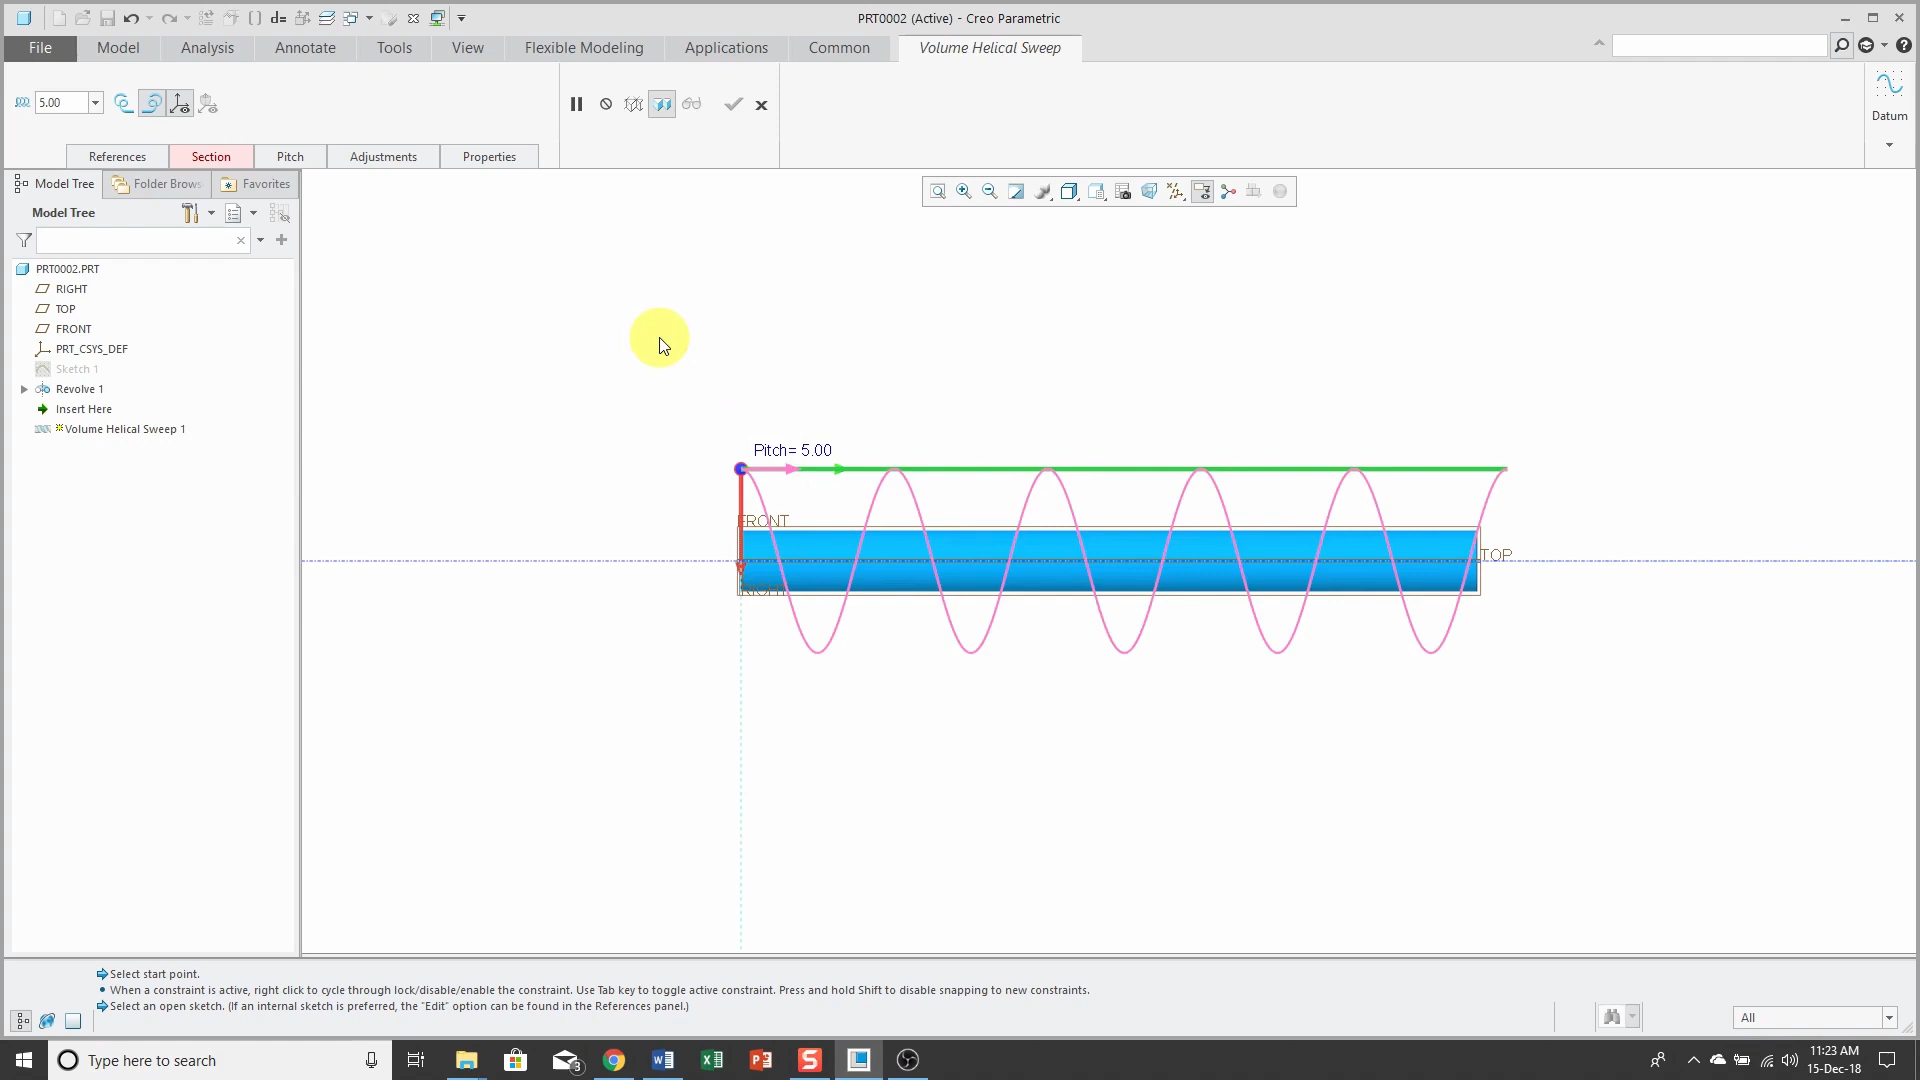 PRT0002 (Active) - Creo Parametric
File Model Analysis Annotate Tools View Flexible Modeling Applications Common Volume Helical Sweep
5.00
Datum
References Section Pitch Adjustments Properties
Model Tree Folder Brows Favorites
Model Tree
PRT0002.PRT
RIGHT
TOP
FRONT
PRT_CSYS_DEF
Sketch 1
Revolve 1
Insert Here
Volume Helical Sweep 1
Pitch= 5.00
FRONT
TOP
RIGHT
Select start point.
When a constraint is active, right click to cycle through lock/disable/enable the constraint. Use Tab key to toggle active constraint. Press and hold Shift to disable snapping to new constraints.
Select an open sketch. (If an internal sketch is preferred, the "Edit" option can be found in the References panel.)
All
Type here to search
3
11:23 AM
15-Dec-18